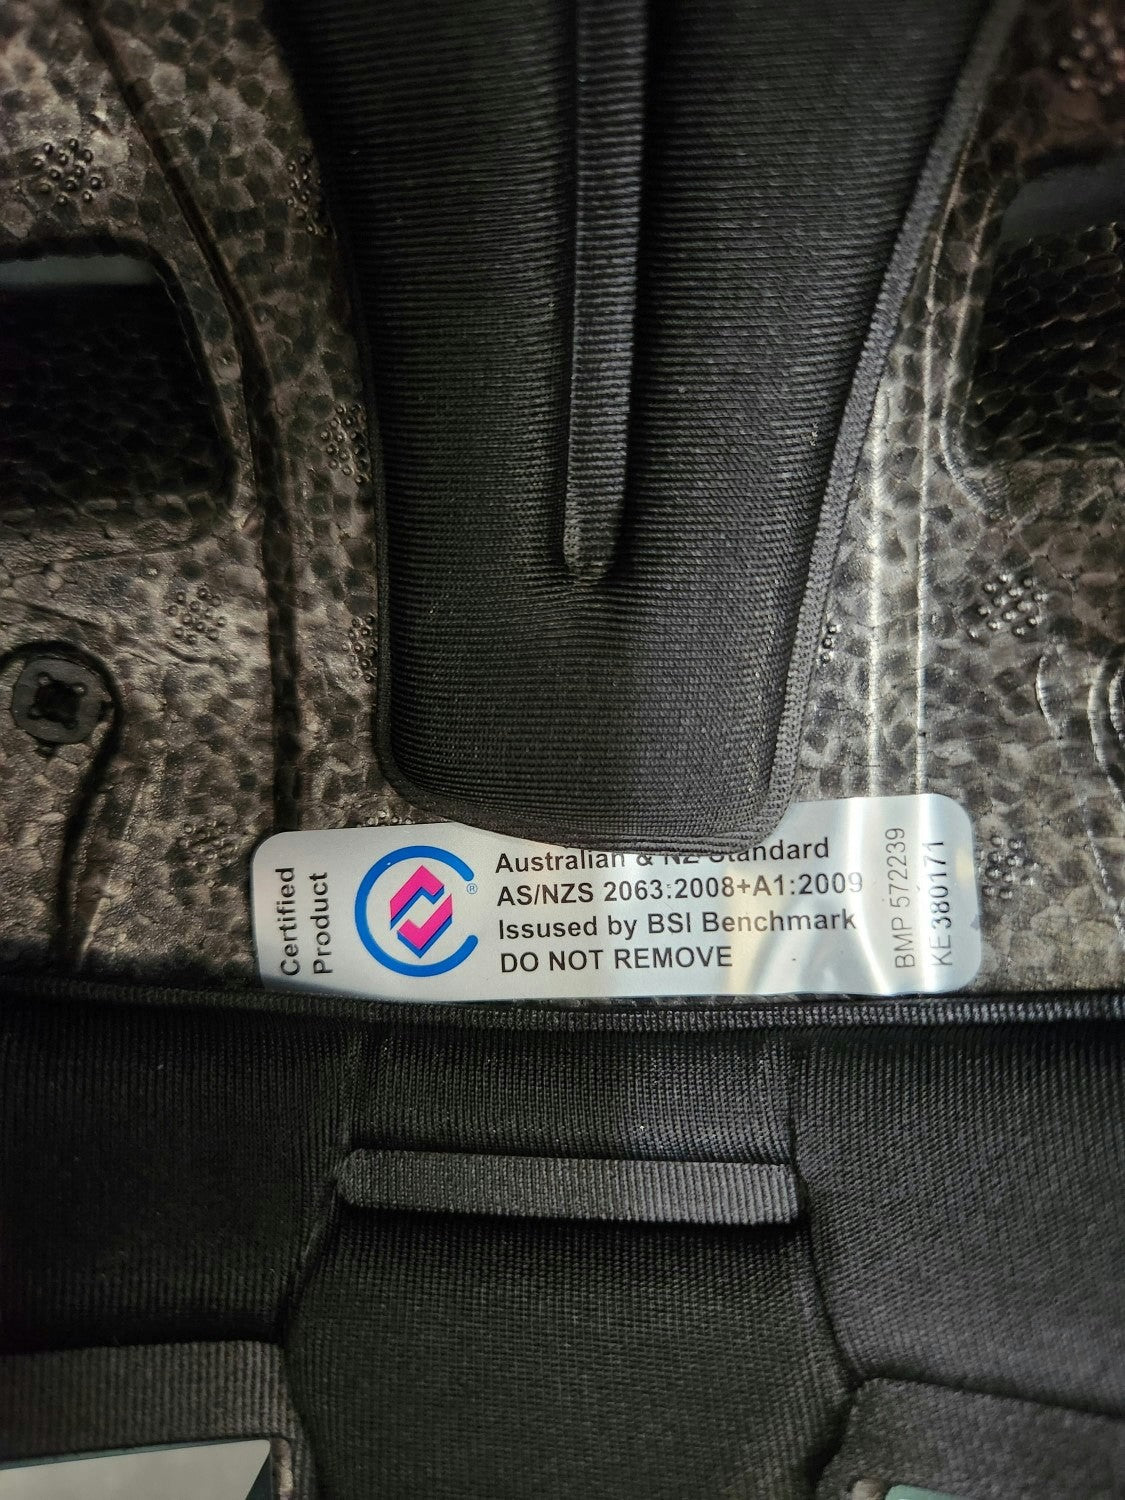 Certified
Product
®
Australian & NZ Standard
AS/NZS 2063:2008+A1:2009
Issused by BSI Benchmark
DO NOT REMOVE
BMP 572239
KE 380171